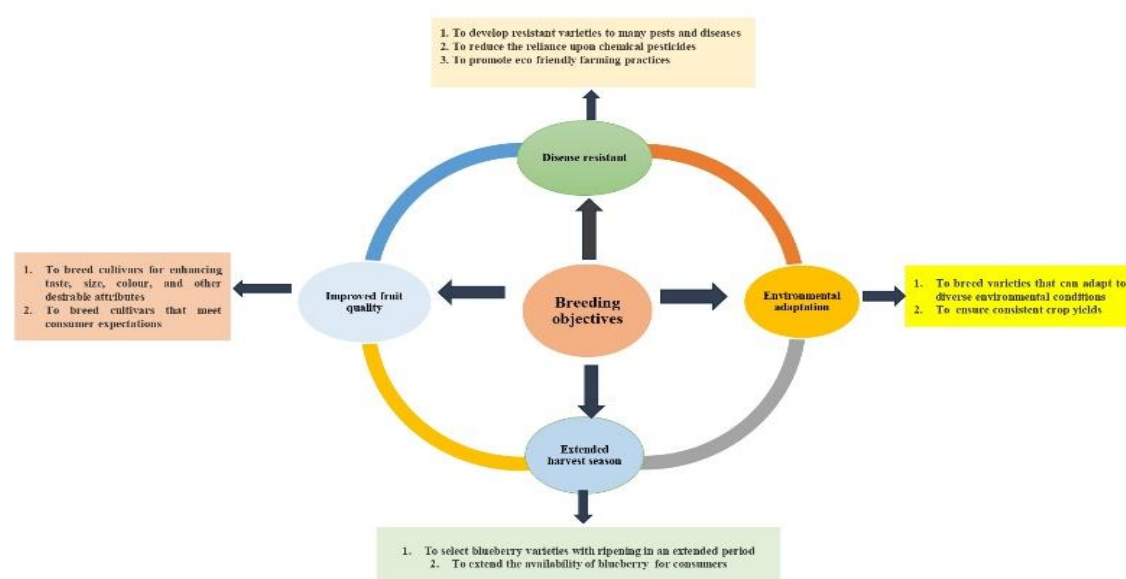 1. To develop resistant varieties to many pests and diseases
2. To reduce the reliance upon chemical pesticides
3. To promote eco friendly farming practices
Disease resistant
1. To breed cultivars for enhancing
taste, size, colour, and other
desirable attributes
2. To breed cultivars that meet
consumer expectations
Improved fruit
quality
Breeding
objectives
Environmental
adaptation
1. To breed varieties that can adapt to
diverse environmental conditions
2. To ensure consistent crop yields
Extended
harvest season
1. To select blueberry varieties with ripening in an extended period
2. To extend the availability of blueberry for consumers